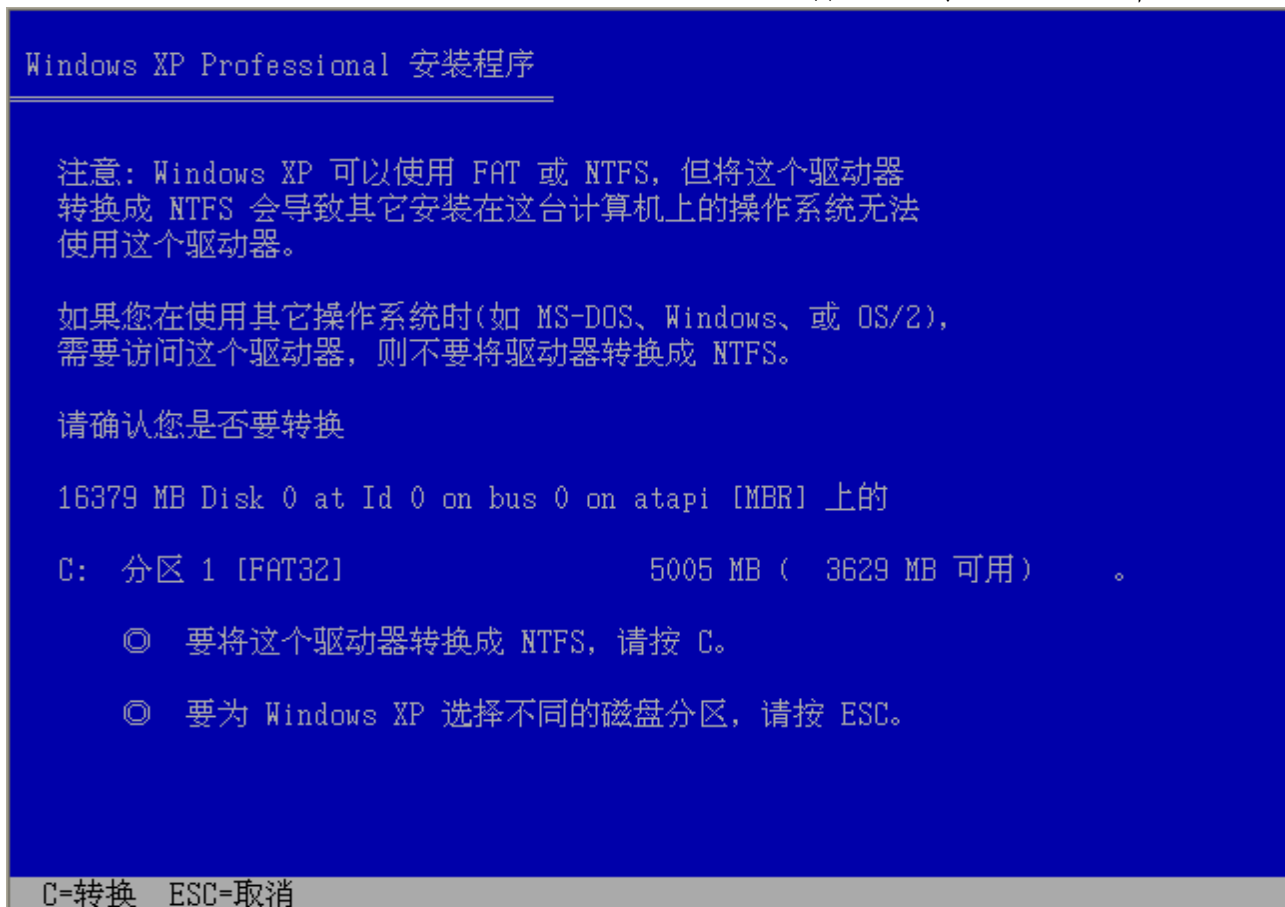 Windows XP Professional 安装程序
注意: Windows XP 可以使用 FAT 或 NTFS, 但将这个驱动器
转换成 NTFS 会导致其它安装在这台计算机上的操作系统无法
使用这个驱动器。
如果您在使用其它操作系统时(如 MS-DOS、Windows、或 OS/2),
需要访问这个驱动器, 则不要将驱动器转换成 NTFS。
请确认您是否要转换
16379 MB Disk 0 at Id 0 on bus 0 on atapi [MBR] 上的
C: 分区 1 [FAT32] 5005 MB ( 3629 MB 可用) 。
◎ 要将这个驱动器转换成 NTFS, 请按 C。
◎ 要为 Windows XP 选择不同的磁盘分区, 请按 ESC。
C=转换 ESC=取消